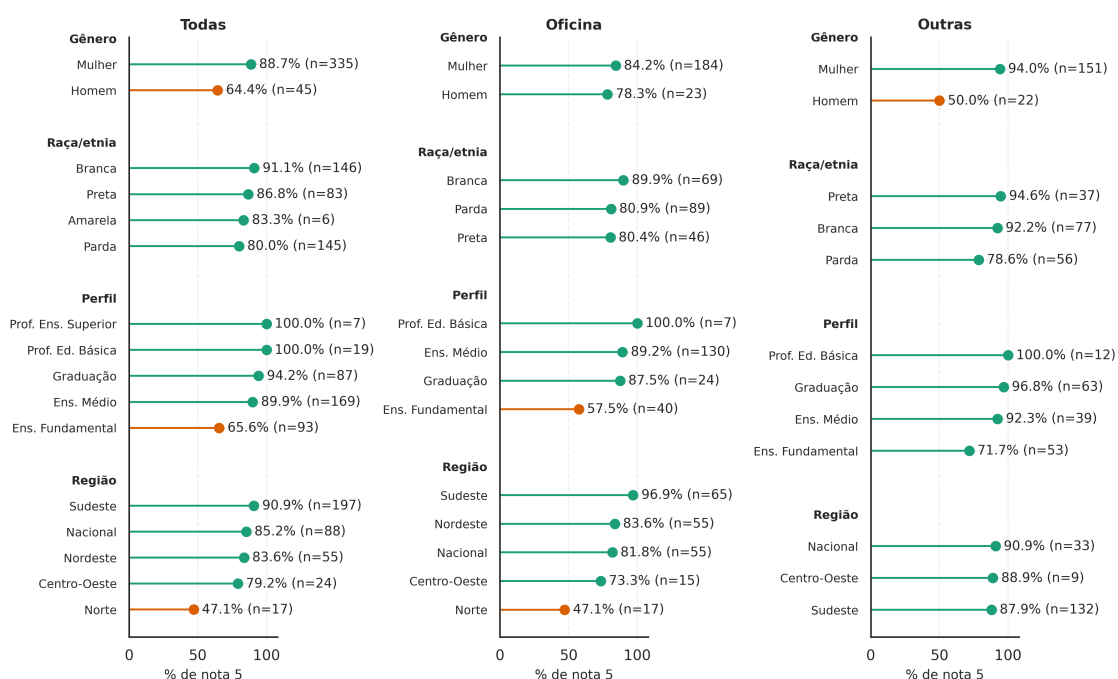 Todas
Gênero
Mulher 88.7% (n=335)
Homem 64.4% (n=45)
Raça/etnia
Branca 91.1% (n=146)
Preta 86.8% (n=83)
Amarela 83.3% (n=6)
Parda 80.0% (n=145)
Perfil
Prof. Ens. Superior 100.0% (n=7)
Prof. Ed. Básica 100.0% (n=19)
Graduação 94.2% (n=87)
Ens. Médio 89.9% (n=169)
Ens. Fundamental 65.6% (n=93)
Região
Sudeste 90.9% (n=197)
Nacional 85.2% (n=88)
Nordeste 83.6% (n=55)
Centro-Oeste 79.2% (n=24)
Norte 47.1% (n=17)
0 50 100
% de nota 5
Oficina
Gênero
Mulher 84.2% (n=184)
Homem 78.3% (n=23)
Raça/etnia
Branca 89.9% (n=69)
Parda 80.9% (n=89)
Preta 80.4% (n=46)
Perfil
Prof. Ed. Básica 100.0% (n=7)
Ens. Médio 89.2% (n=130)
Graduação 87.5% (n=24)
Ens. Fundamental 57.5% (n=40)
Região
Sudeste 96.9% (n=65)
Nordeste 83.6% (n=55)
Nacional 81.8% (n=55)
Centro-Oeste 73.3% (n=15)
Norte 47.1% (n=17)
0 50 100
% de nota 5
Outras
Gênero
Mulher 94.0% (n=151)
Homem 50.0% (n=22)
Raça/etnia
Preta 94.6% (n=37)
Branca 92.2% (n=77)
Parda 78.6% (n=56)
Perfil
Prof. Ed. Básica 100.0% (n=12)
Graduação 96.8% (n=63)
Ens. Médio 92.3% (n=39)
Ens. Fundamental 71.7% (n=53)
Região
Nacional 90.9% (n=33)
Centro-Oeste 88.9% (n=9)
Sudeste 87.9% (n=132)
0 50 100
% de nota 5